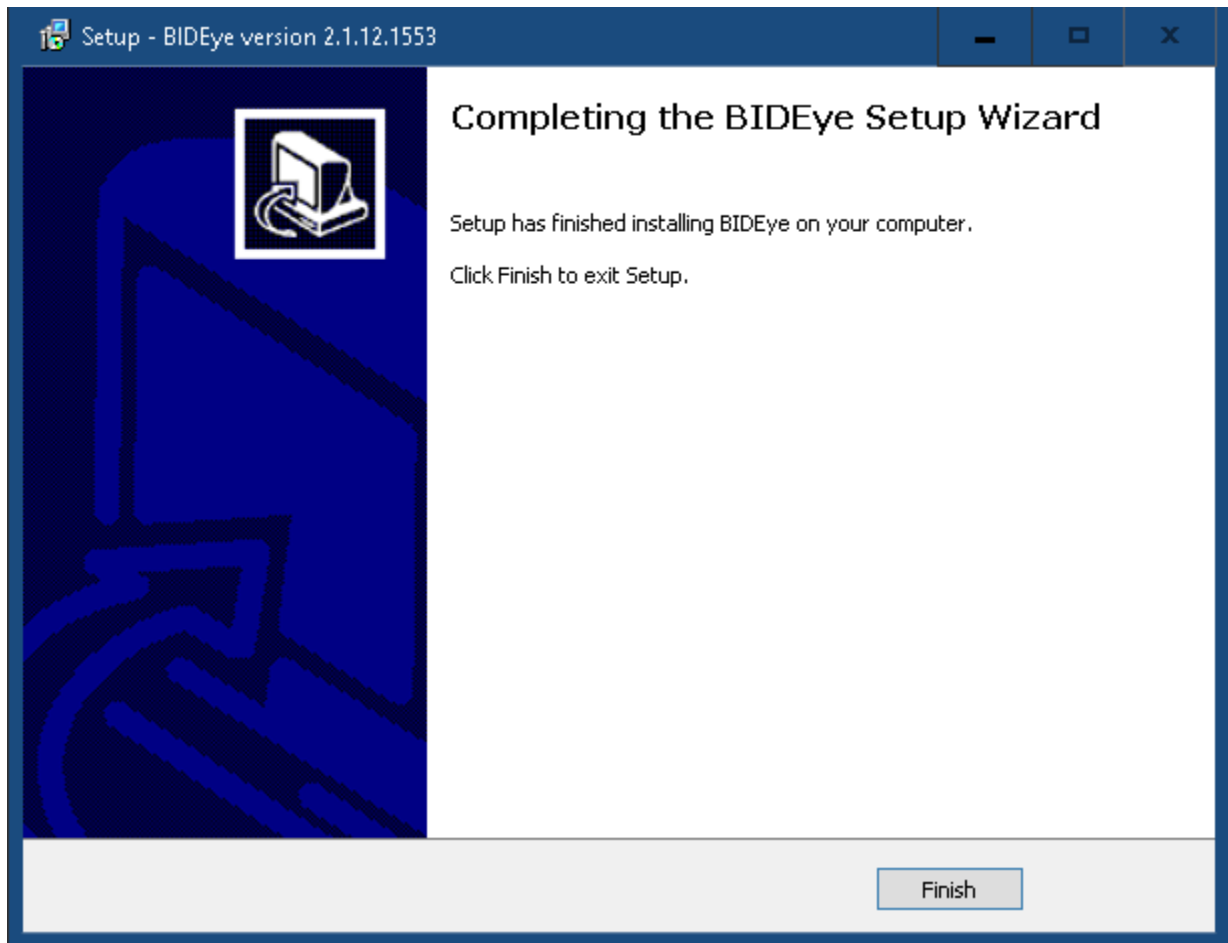 Setup - BIDEye version 2.1.12.1553
Completing the BIDEye Setup Wizard
Setup has finished installing BIDEye on your computer.
Click Finish to exit Setup.
Finish